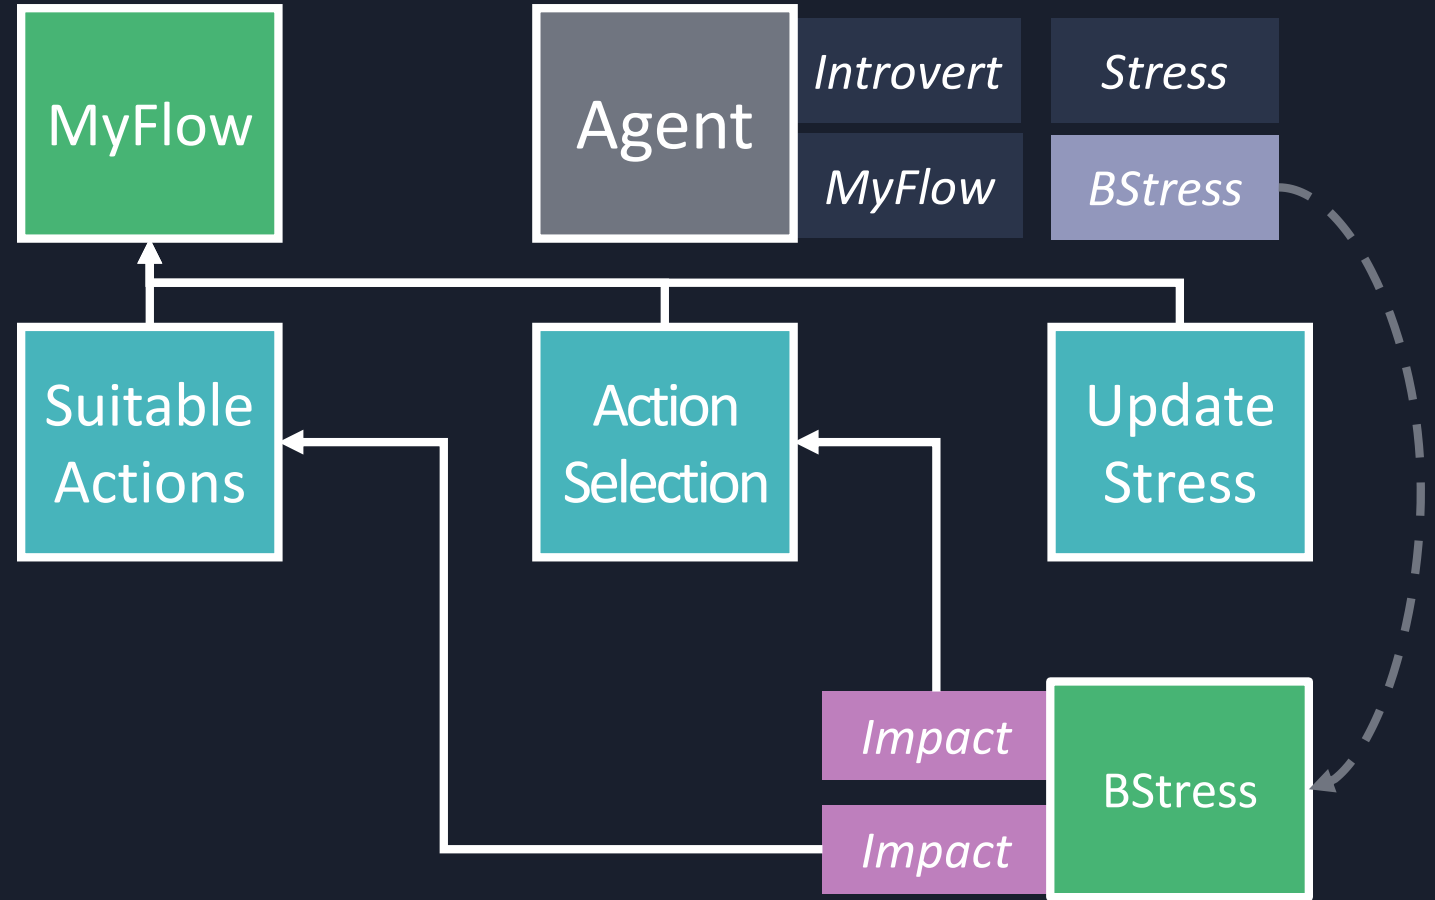 MyFlow
Agent
Introvert
Stress
MyFlow
BStress
Suitable
Actions
Action
Selection
Update
Stress
Impact
Impact
BStress